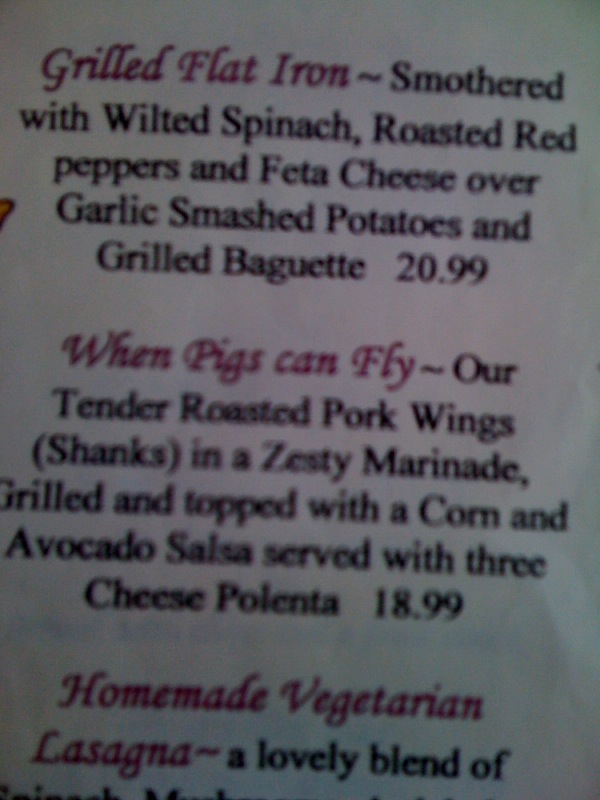 Grilled Flat Iron ~ Smothered
with Wilted Spinach, Roasted Red
peppers and Feta Cheese over
Garlic Smashed Potatoes and
Grilled Baguette 20.99
When Pigs can Fly ~ Our
Tender Roasted Pork Wings
(Shanks) in a Zesty Marinade,
Grilled and topped with a Corn and
Avocado Salsa served with three
Cheese Polenta 18.99
Homemade Vegetarian
Lasagna ~ a lovely blend of
Spinach,